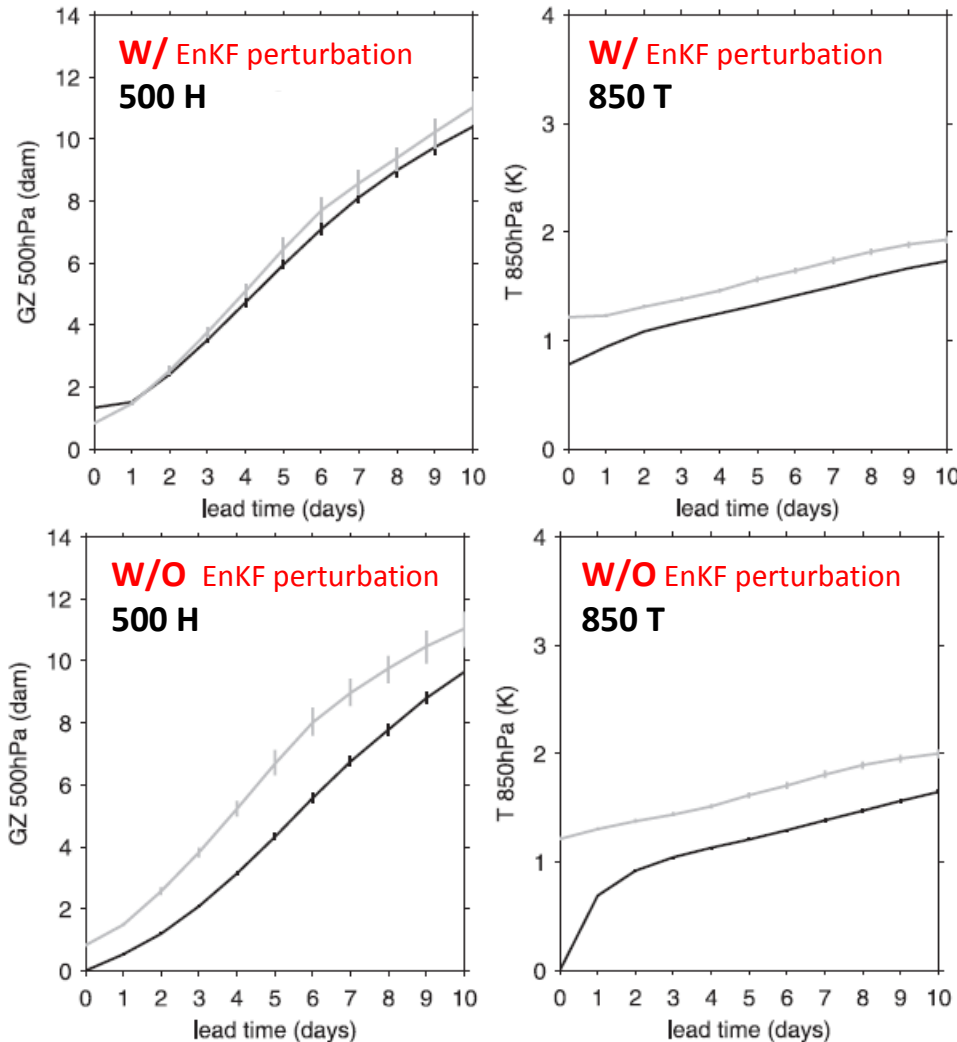 14
12
10
8
6
4
2
0
GZ 500hPa (dam)
W/ EnKF perturbation
500 H
0 1 2 3 4 5 6 7 8 9 10
lead time (days)
4
3
2
1
0
T 850hPa (K)
W/ EnKF perturbation
850 T
0 1 2 3 4 5 6 7 8 9 10
lead time (days)
14
12
10
8
6
4
2
0
GZ 500hPa (dam)
W/O EnKF perturbation
500 H
0 1 2 3 4 5 6 7 8 9 10
lead time (days)
4
3
2
1
0
T 850hPa (K)
W/O EnKF perturbation
850 T
0 1 2 3 4 5 6 7 8 9 10
lead time (days)